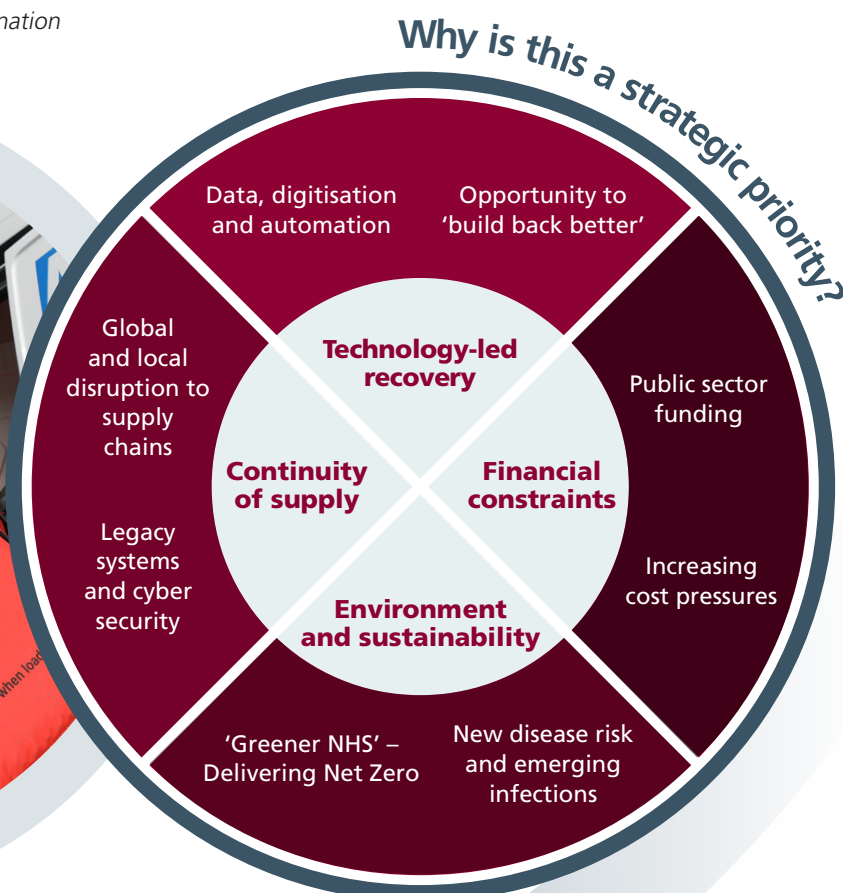 Why is this a strategic priority?
Data, digitisation
and automation
Opportunity to
‘build back better’
Technology-led
recovery
Global
and local
disruption to
supply
chains
Legacy
systems
and cyber
security
Continuity
of supply
Financial
constraints
Public sector
funding
Increasing
cost pressures
Environment
and sustainability
‘Greener NHS’ –
Delivering Net Zero
New disease risk
and emerging
infections
when